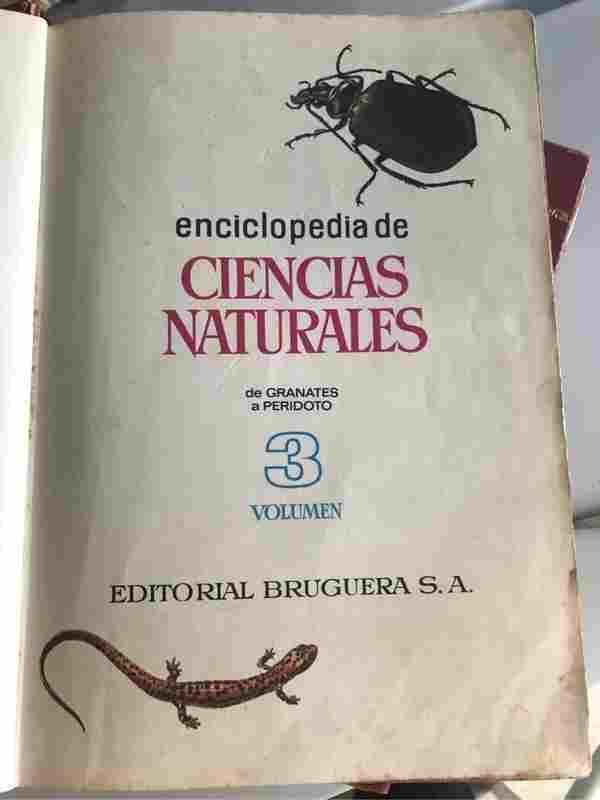 enciclopedia de
CIENCIAS
NATURALES
de GRANATES
a PERIDOTO
3
VOLUMEN
EDITORIAL BRUGUERA S. A.